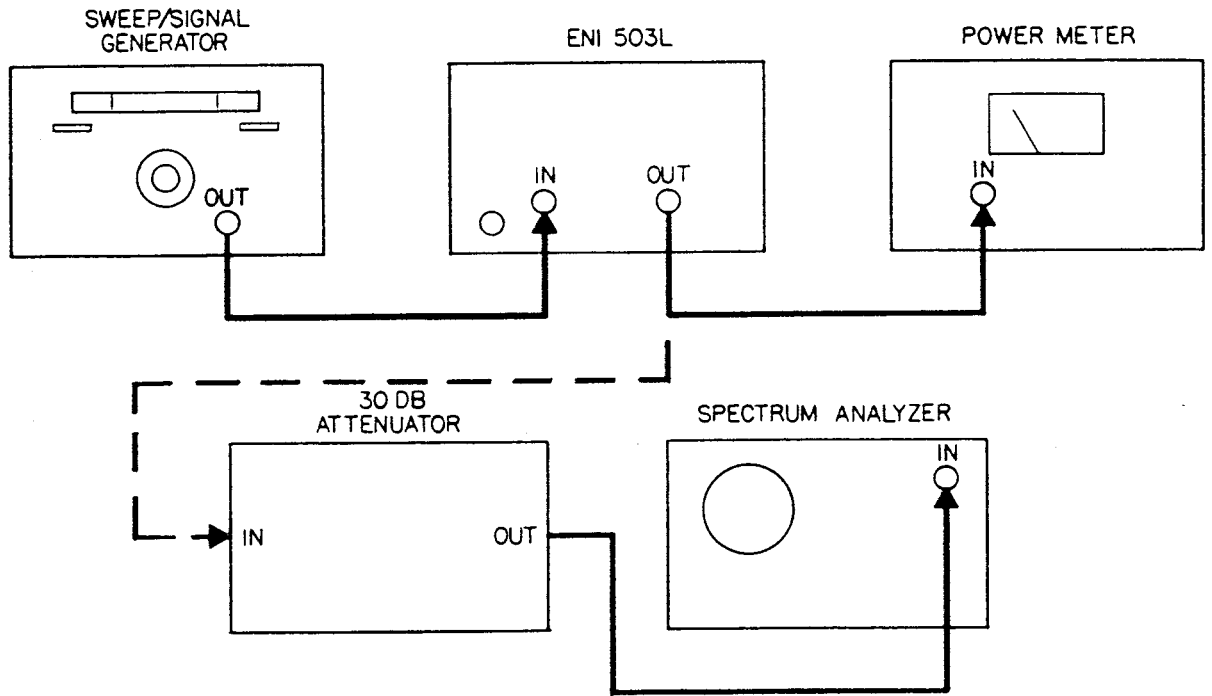 SWEEP/SIGNAL
GENERATOR
ENI 503L
POWER METER
OUT
IN
OUT
IN
30 DB
ATTENUATOR
SPECTRUM ANALYZER
IN
IN
OUT